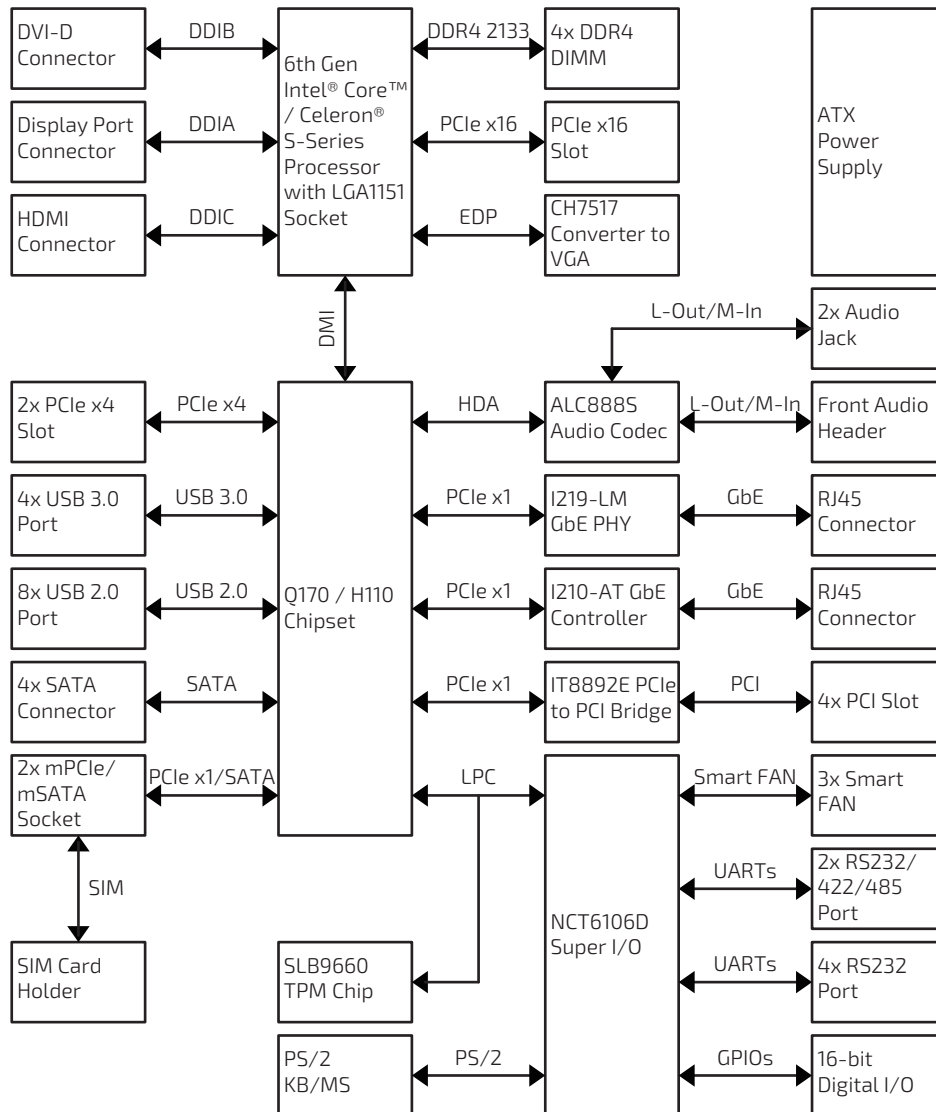 DVI-D
Connector
DDIB
6th Gen
Intel® Core™
/ Celeron®
S-Series
Processor
with LGA1151
Socket
DDR4 2133
4x DDR4
DIMM
ATX
Power
Supply
Display Port
Connector
DDIA
PCIe x16
PCIe x16
Slot
HDMI
Connector
DDIC
EDP
CH7517
Converter to
VGA
DMI
L-Out/M-In
2x Audio
Jack
2x PCIe x4
Slot
PCIe x4
Q170 / H110
Chipset
HDA
ALC888S
Audio Codec
L-Out/M-In
Front Audio
Header
4x USB 3.0
Port
USB 3.0
PCIe x1
I219-LM
GbE PHY
GbE
RJ45
Connector
8x USB 2.0
Port
USB 2.0
PCIe x1
I210-AT GbE
Controller
GbE
RJ45
Connector
4x SATA
Connector
SATA
PCIe x1
IT8892E PCIe
to PCI Bridge
PCI
4x PCI Slot
2x mPCIe/
mSATA
Socket
PCIe x1/SATA
LPC
NCT6106D
Super I/O
Smart FAN
3x Smart
FAN
SIM
UARTs
2x RS232/
422/485
Port
SIM Card
Holder
SLB9660
TPM Chip
UARTs
4x RS232
Port
PS/2
KB/MS
PS/2
GPIOs
16-bit
Digital I/O